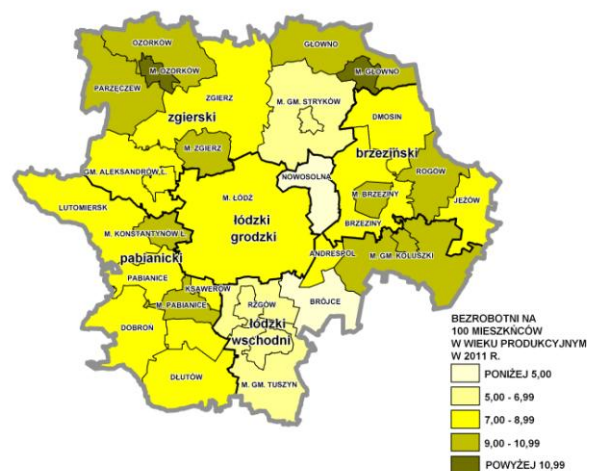 OZORKÓW
GŁOWNO
M. OZORKÓW
M. GŁOWNO
PARZĘCZEW
ZGIERZ
M. GM. STRYKÓW
zgierski
DMOSIN
M. ZGIERZ
brzeziński
ROGÓW
GM. ALEKSANDRÓW Ł.
NOWOSOLNA
M. ŁÓDŹ
M. BRZEZINY
JEŻÓW
LUTOMIERSK
łódzki
grodzki
BRZEZINY
M. KONSTANTYNÓW Ł.
ANDRESPOL
pabianicki
M. GM. KOLUSZKI
PABIANICE
KSAWERÓW
M. PABIANICE
RZGÓW
BRÓJCE
DOBROŃ
łódzki
wschodni
DŁUTÓW
M. GM. TUSZYN
BEZROBOTNI NA
100 MIESZKŃCÓW
W WIEKU PRODUKCYJNYM
W 2011 R.
PONIŻEJ 5,00
5,00 - 6,99
7,00 - 8,99
9,00 - 10,99
POWYŻEJ 10,99